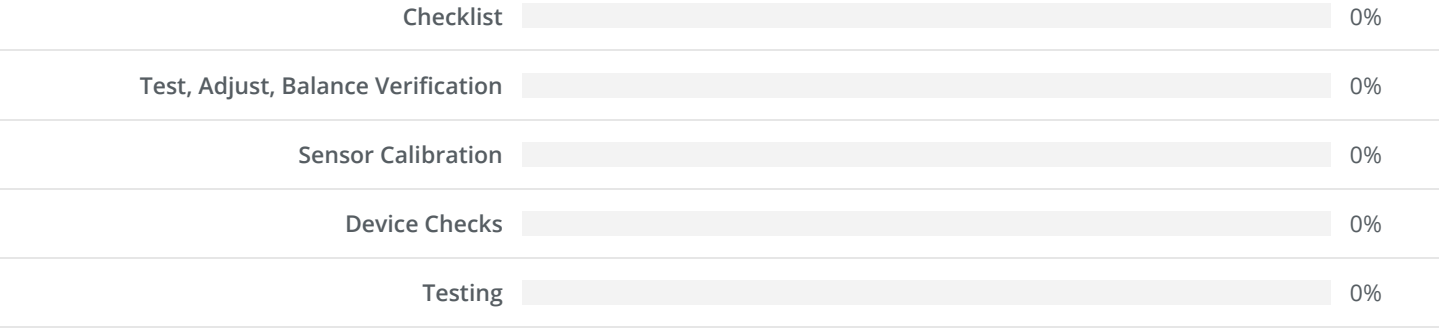 Checklist 0%
Test, Adjust, Balance Verification 0%
Sensor Calibration 0%
Device Checks 0%
Testing 0%